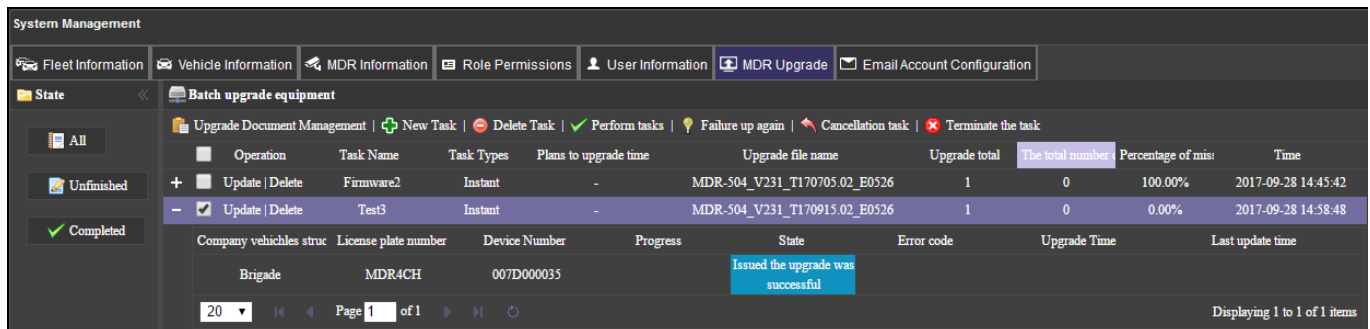 System Management
Fleet Information Vehicle Information MDR Information Role Permissions User Information MDR Upgrade Email Account Configuration
State Batch upgrade equipment
Upgrade Document Management | New Task | Delete Task | Perform tasks | Failure up again | Cancellation task | Terminate the task
All
Operation Task Name Task Types Plans to upgrade time Upgrade file name Upgrade total The total number Percentage of mis Time
Unfinished
+ Update | Delete Firmware2 Instant - MDR-504_V231_T170705.02_E0526 1 0 100.00% 2017-09-28 14:45:42
- Update | Delete Test3 Instant - MDR-504_V231_T170915.02_E0526 1 0 0.00% 2017-09-28 14:58:48
Completed
Company vehichles struc License plate number Device Number Progress State Error code Upgrade Time Last update time
Brigade MDR4CH 007D000035 Issued the upgrade was
successful
20 Page 1 of 1 Displaying 1 to 1 of 1 items